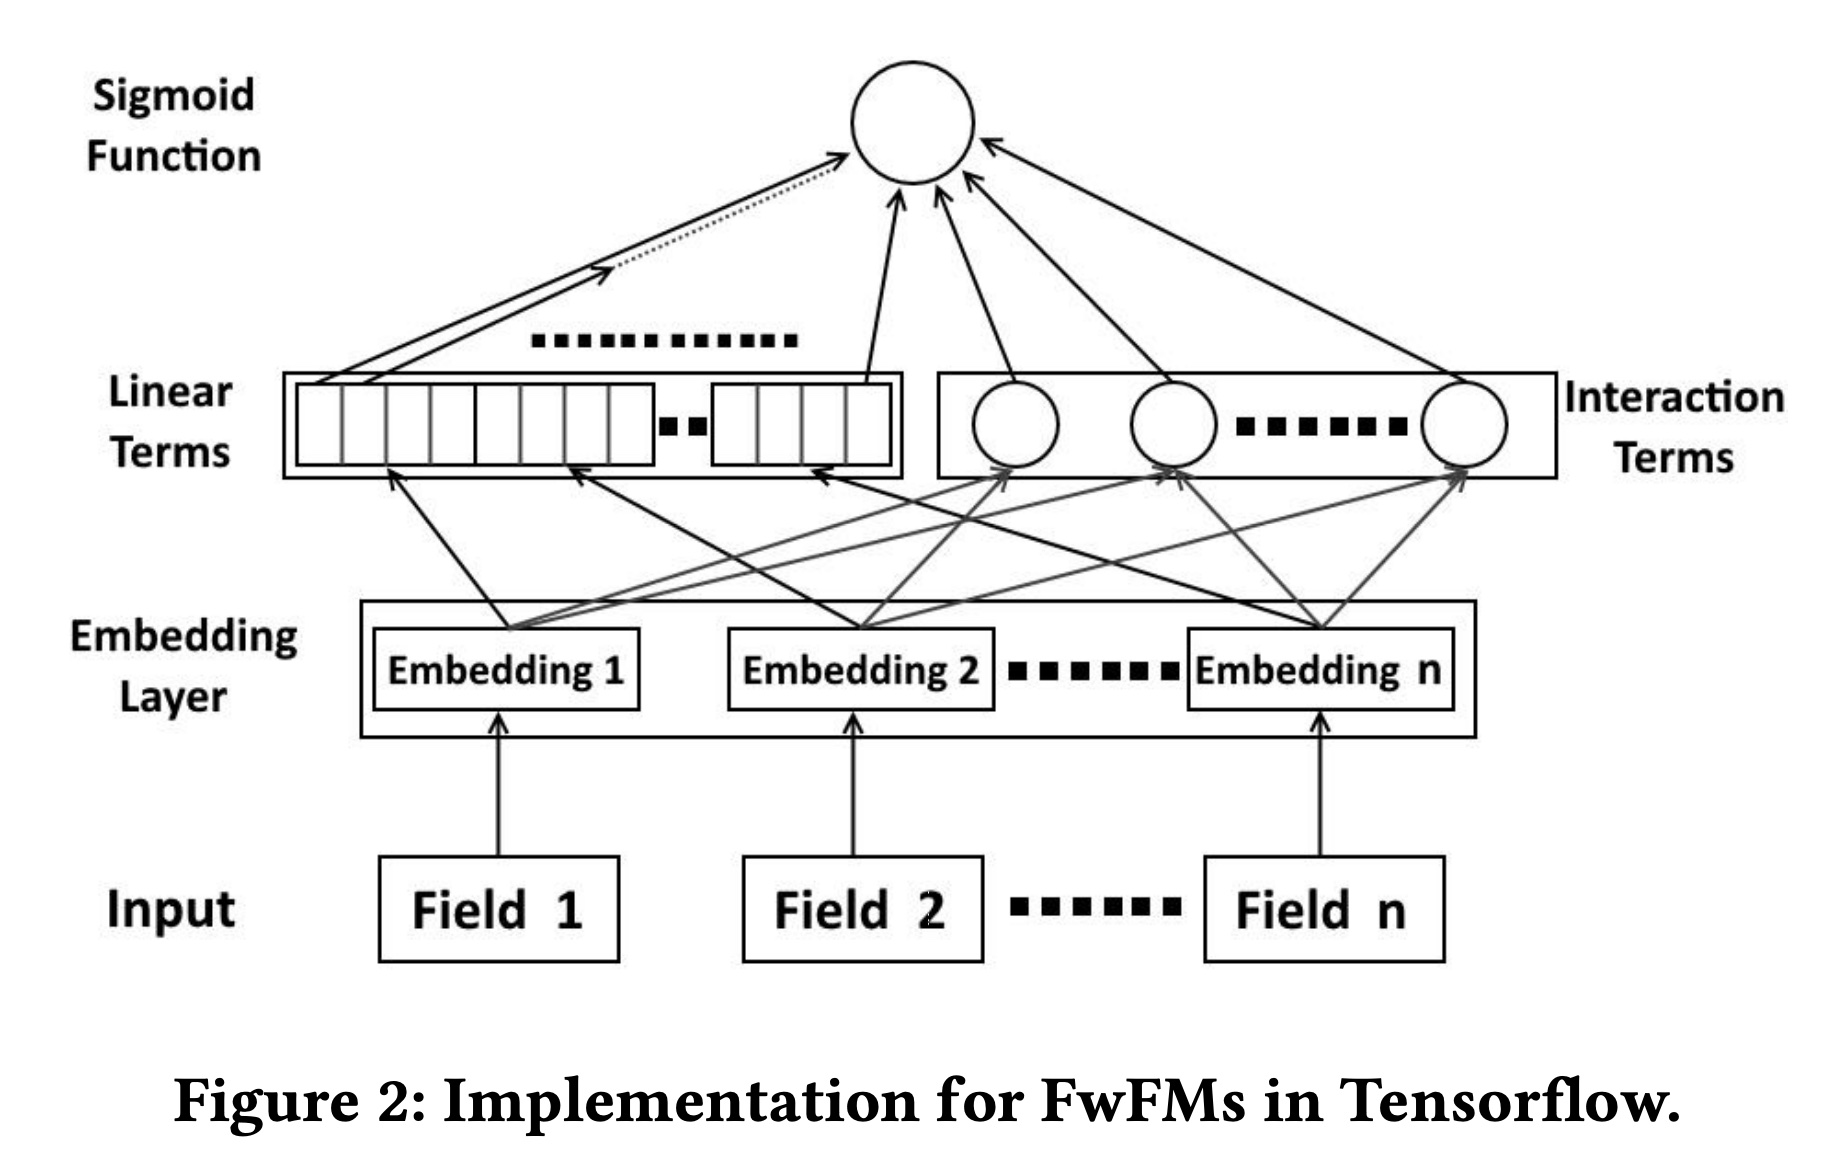 Sigmoid
Function
Linear
Terms
Interaction
Terms
Embedding
Layer
Embedding 1
Embedding 2
Embedding n
Input
Field 1
Field 2
Field n
Figure 2: Implementation for FwFMs in Tensorflow.